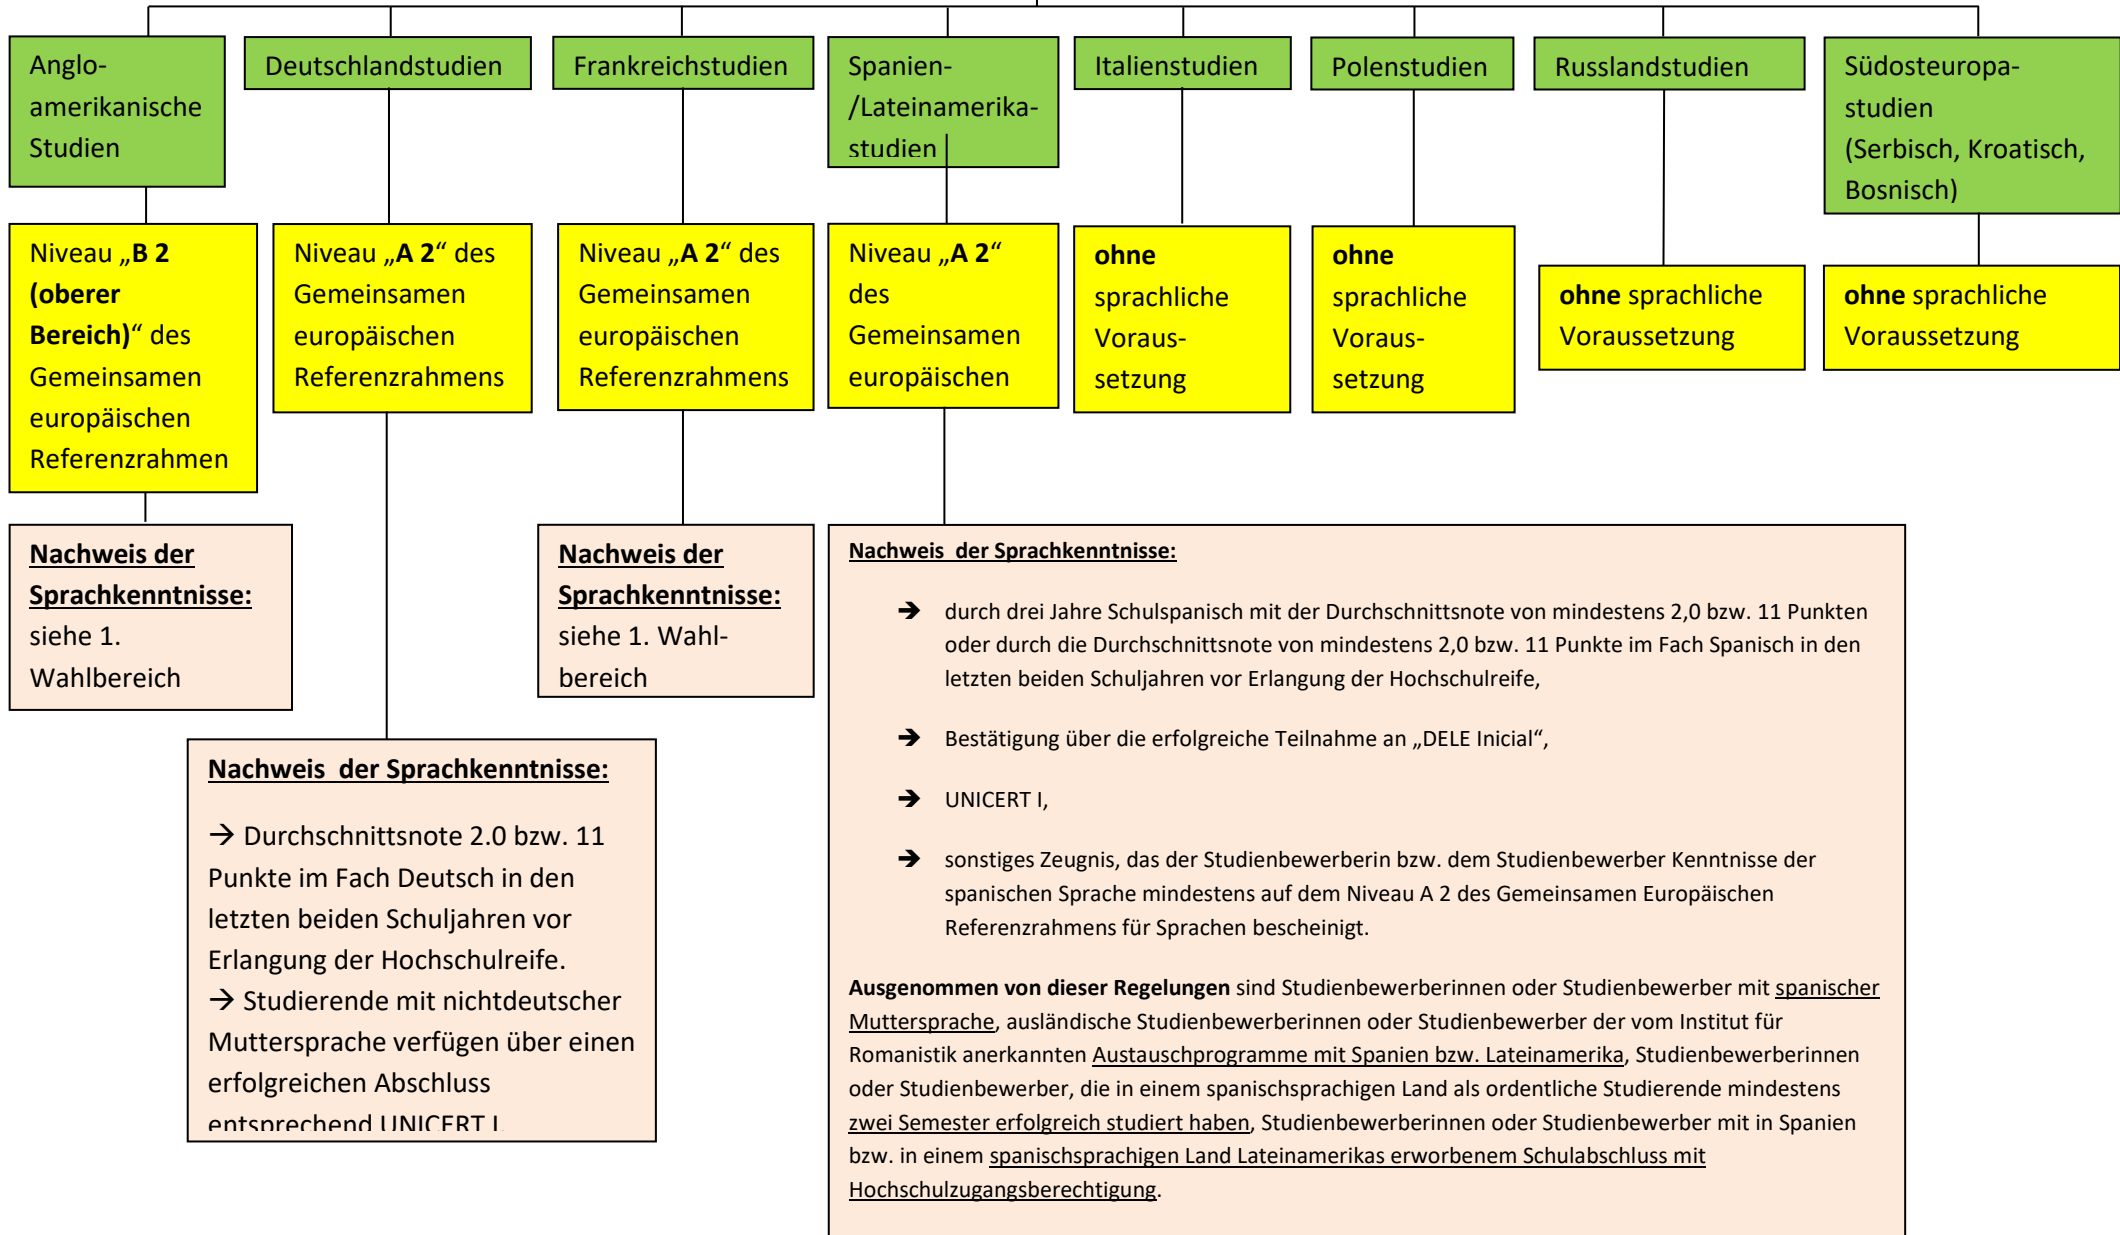 Anglo-
amerikanische
Studien
Deutschlandstudien
Frankreichstudien
Spanien-
/Lateinamerika-
studien
Italienstudien
Polenstudien
Russlandstudien
Südosteuropa-
studien
(Serbisch, Kroatisch,
Bosnisch)
Niveau „B 2
(oberer
Bereich)“ des
Gemeinsamen
europäischen
Referenzrahmen
Niveau „A 2“ des
Gemeinsamen
europäischen
Referenzrahmens
Niveau „A 2“ des
Gemeinsamen
europäischen
Referenzrahmens
Niveau „A 2“
des
Gemeinsamen
europäischen
ohne
sprachliche
Voraus-
setzung
ohne
sprachliche
Voraus-
setzung
ohne sprachliche
Voraussetzung
ohne sprachliche
Voraussetzung
Nachweis der
Sprachkenntnisse:
siehe 1.
Wahlbereich
Nachweis der
Sprachkenntnisse:
siehe 1. Wahl-
bereich
Nachweis der Sprachkenntnisse:
→ Durchschnittsnote 2.0 bzw. 11
Punkte im Fach Deutsch in den
letzten beiden Schuljahren vor
Erlangung der Hochschulreife.
→ Studierende mit nichtdeutscher
Muttersprache verfügen über einen
erfolgreichen Abschluss
entsprechend UNICERT I.
Nachweis der Sprachkenntnisse:
➔ durch drei Jahre Schulspanisch mit der Durchschnittsnote von mindestens 2,0 bzw. 11 Punkten
oder durch die Durchschnittsnote von mindestens 2,0 bzw. 11 Punkte im Fach Spanisch in den
letzten beiden Schuljahren vor Erlangung der Hochschulreife,
➔ Bestätigung über die erfolgreiche Teilnahme an „DELE Inicial“,
➔ UNICERT I,
➔ sonstiges Zeugnis, das der Studienbewerberin bzw. dem Studienbewerber Kenntnisse der
spanischen Sprache mindestens auf dem Niveau A 2 des Gemeinsamen Europäischen
Referenzrahmens für Sprachen bescheinigt.
Ausgenommen von dieser Regelungen sind Studienbewerberinnen oder Studienbewerber mit spanischer
Muttersprache, ausländische Studienbewerberinnen oder Studienbewerber der vom Institut für
Romanistik anerkannten Austauschprogramme mit Spanien bzw. Lateinamerika, Studienbewerberinnen
oder Studienbewerber, die in einem spanischsprachigen Land als ordentliche Studierende mindestens
zwei Semester erfolgreich studiert haben, Studienbewerberinnen oder Studienbewerber mit in Spanien
bzw. in einem spanischsprachigen Land Lateinamerikas erworbenem Schulabschluss mit
Hochschulzugangsberechtigung.